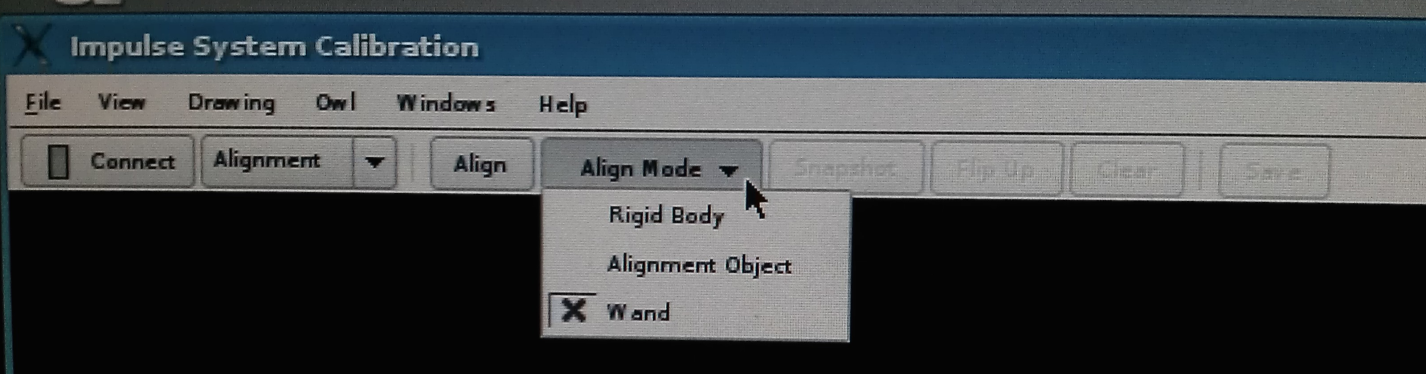 Impulse System Calibration
File View Drawing Owl Windows Help
Connect Alignment Align Align Mode Snapshot Flip Up Clear Save
Rigid Body
Alignment Object
Wand